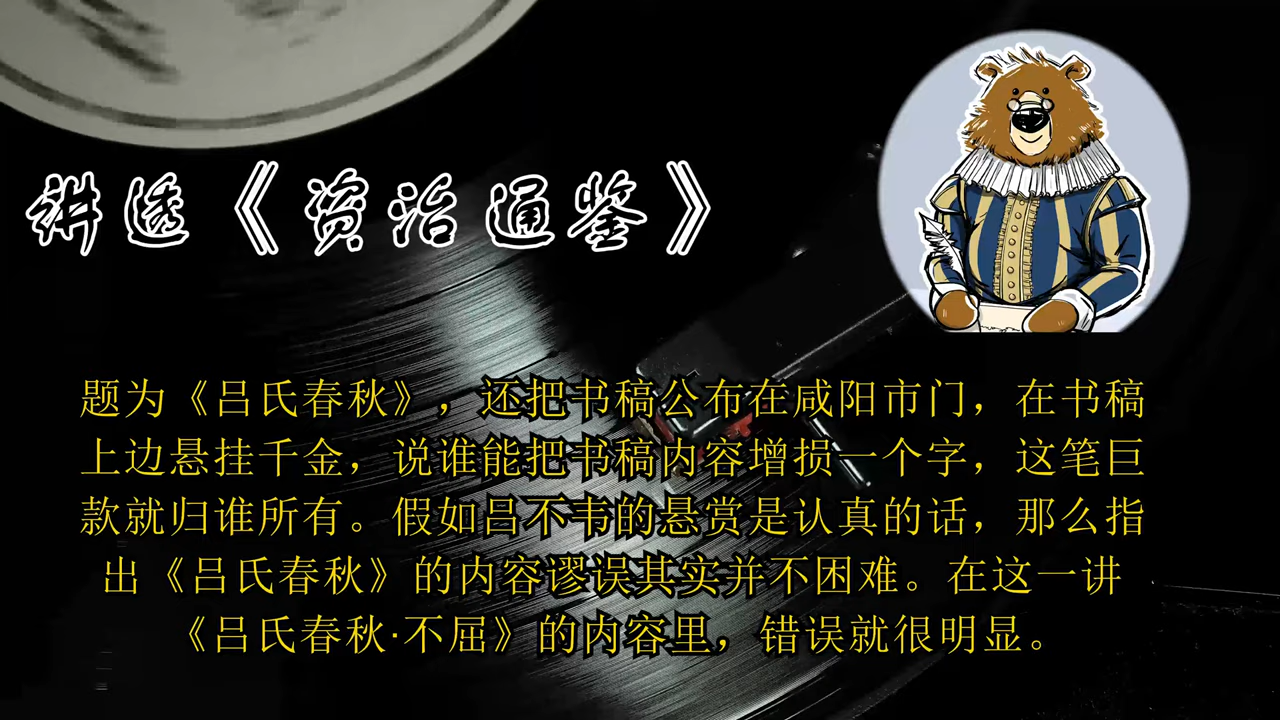 讲透《资治通鉴》
题为《吕氏春秋》，还把书稿公布在咸阳市门，在书稿
上边悬挂千金，说谁能把书稿内容增损一个字，这笔巨
款就归谁所有。假如吕不韦的悬赏是认真的话，那么指
出《吕氏春秋》的内容谬误其实并不困难。在这一讲
《吕氏春秋·不屈》的内容里，错误就很明显。